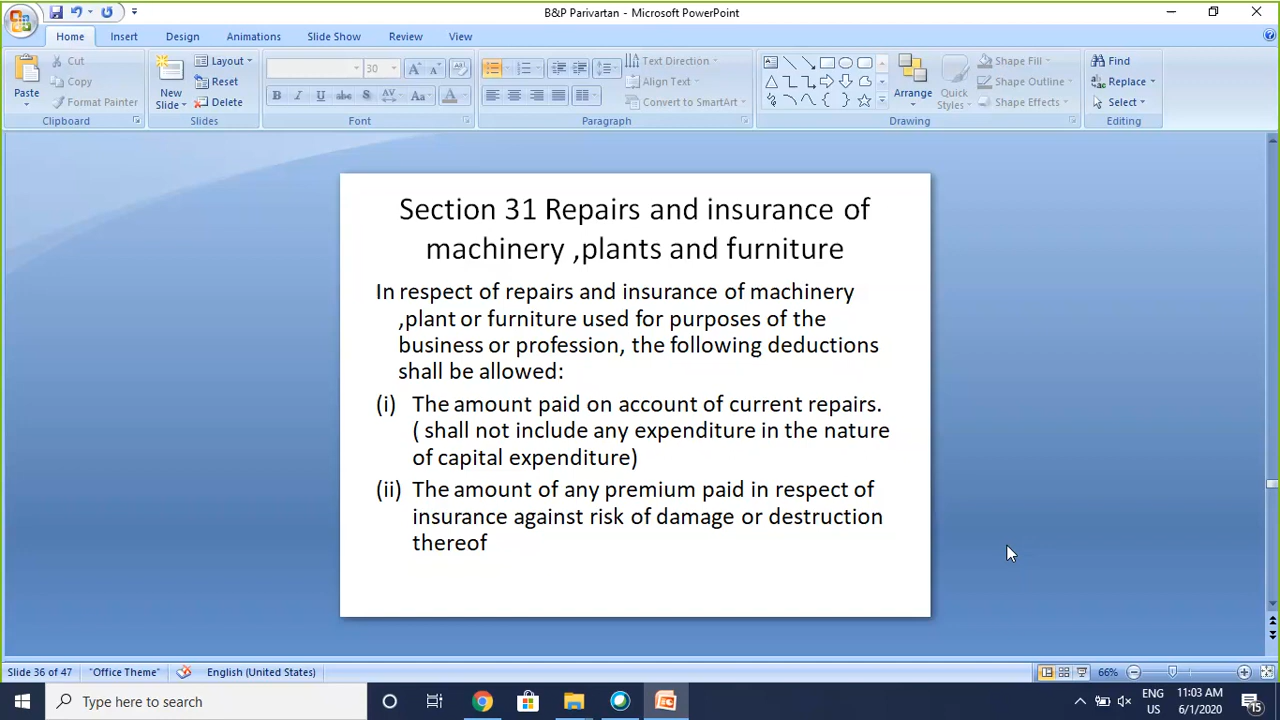 B&P Parivartan - Microsoft PowerPoint
Home Insert Design Animations Slide Show Review View
Paste
Cut
Copy
Format Painter
Clipboard
New Slide
Layout
Reset
Delete
Slides
30
B I U abc S AV Aa A
Font
Text Direction
Align Text
Convert to SmartArt
Paragraph
Arrange
Quick Styles
Shape Fill
Shape Outline
Shape Effects
Drawing
Find
Replace
Select
Editing
Section 31 Repairs and insurance of
machinery ,plants and furniture
In respect of repairs and insurance of machinery
,plant or furniture used for purposes of the
business or profession, the following deductions
shall be allowed:
(i) The amount paid on account of current repairs.
( shall not include any expenditure in the nature
of capital expenditure)
(ii) The amount of any premium paid in respect of
insurance against risk of damage or destruction
thereof
Slide 36 of 47 "Office Theme" English (United States) 66%
Type here to search
ENG
US
11:03 AM
6/1/2020
15